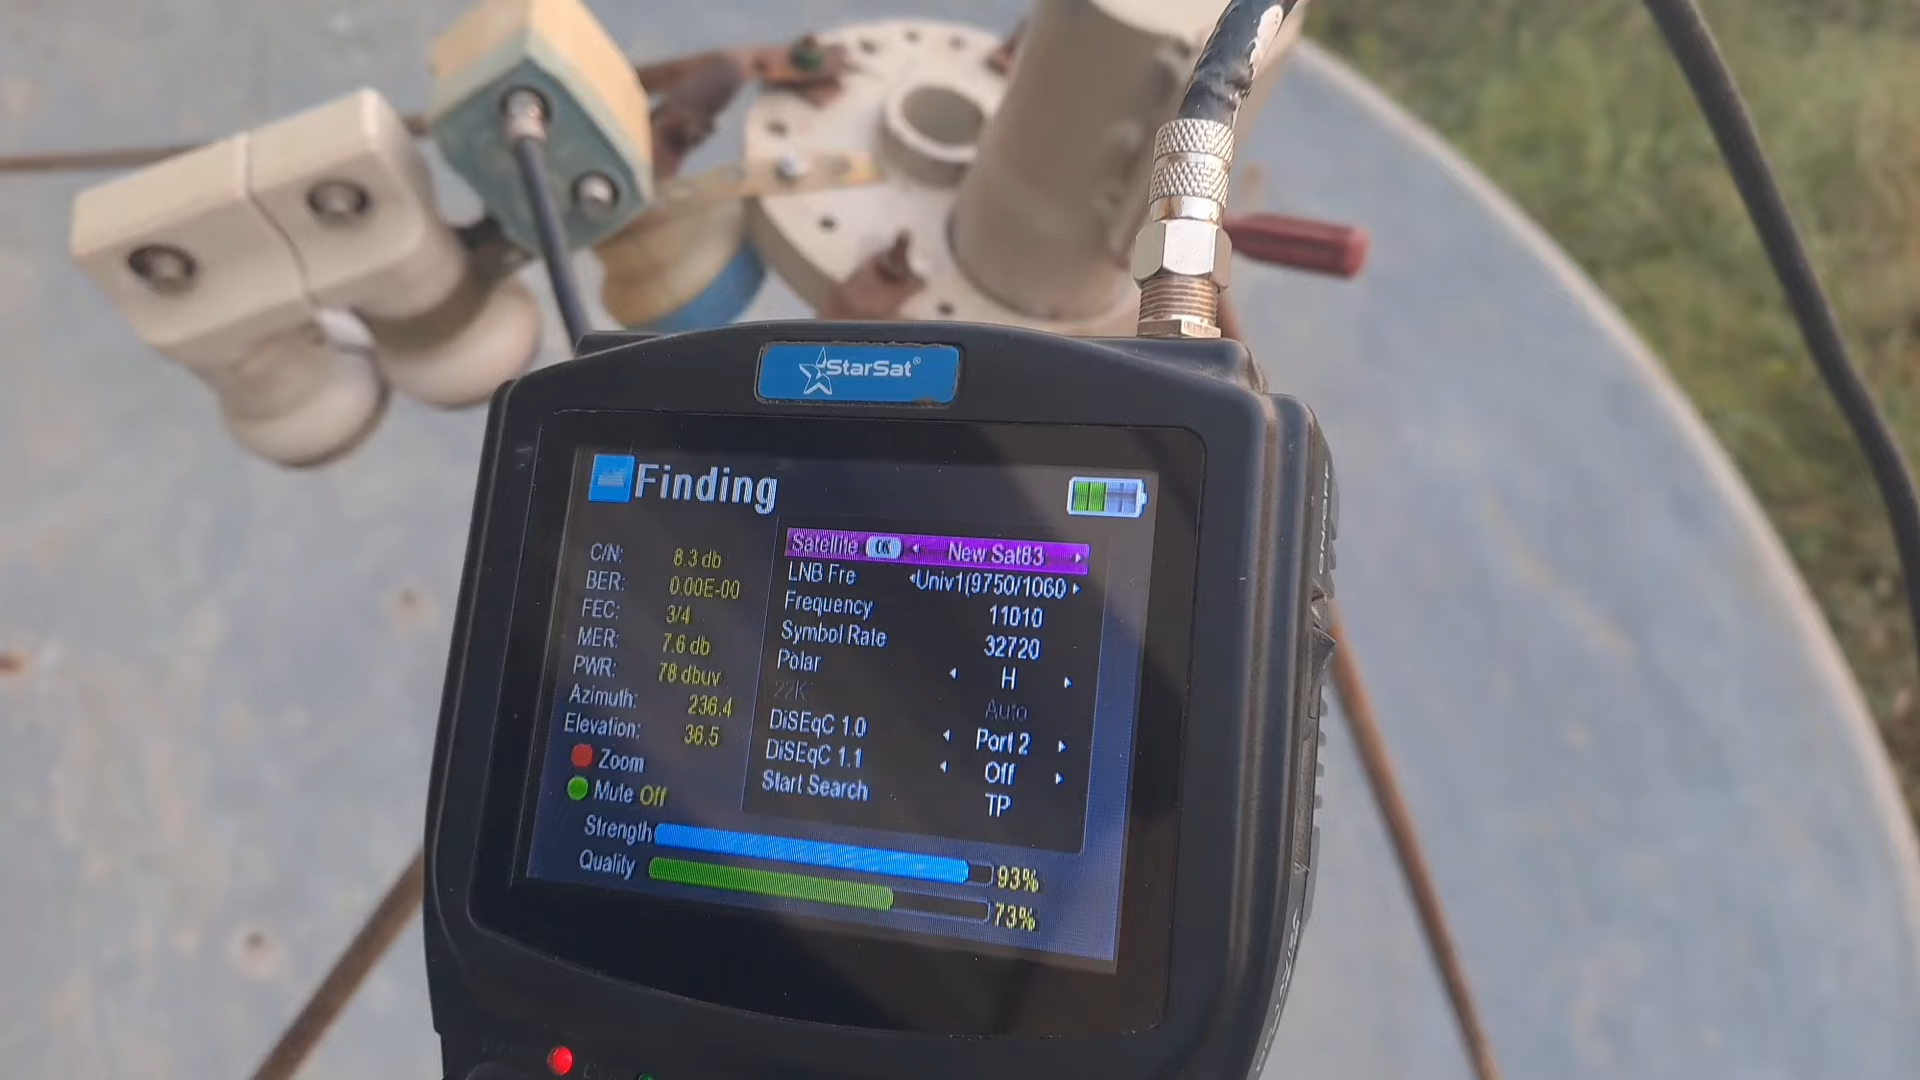 StarSat®
Finding
C/N: 8.3 db
BER: 0.00E-00
FEC: 3/4
MER: 7.6 db
PWR: 78 dbuv
Azimuth: 236.4
Elevation: 36.5
Zoom
Mute Off
Satellite OK New Sat83
LNB Fre Univ1(9750/1060
Frequency 11010
Symbol Rate 32720
Polar H
22K: Auto
DiSEqC 1.0 Port 2
DiSEqC 1.1 Off
Start Search TP
Strength 93%
Quality 73%
ON/OFF